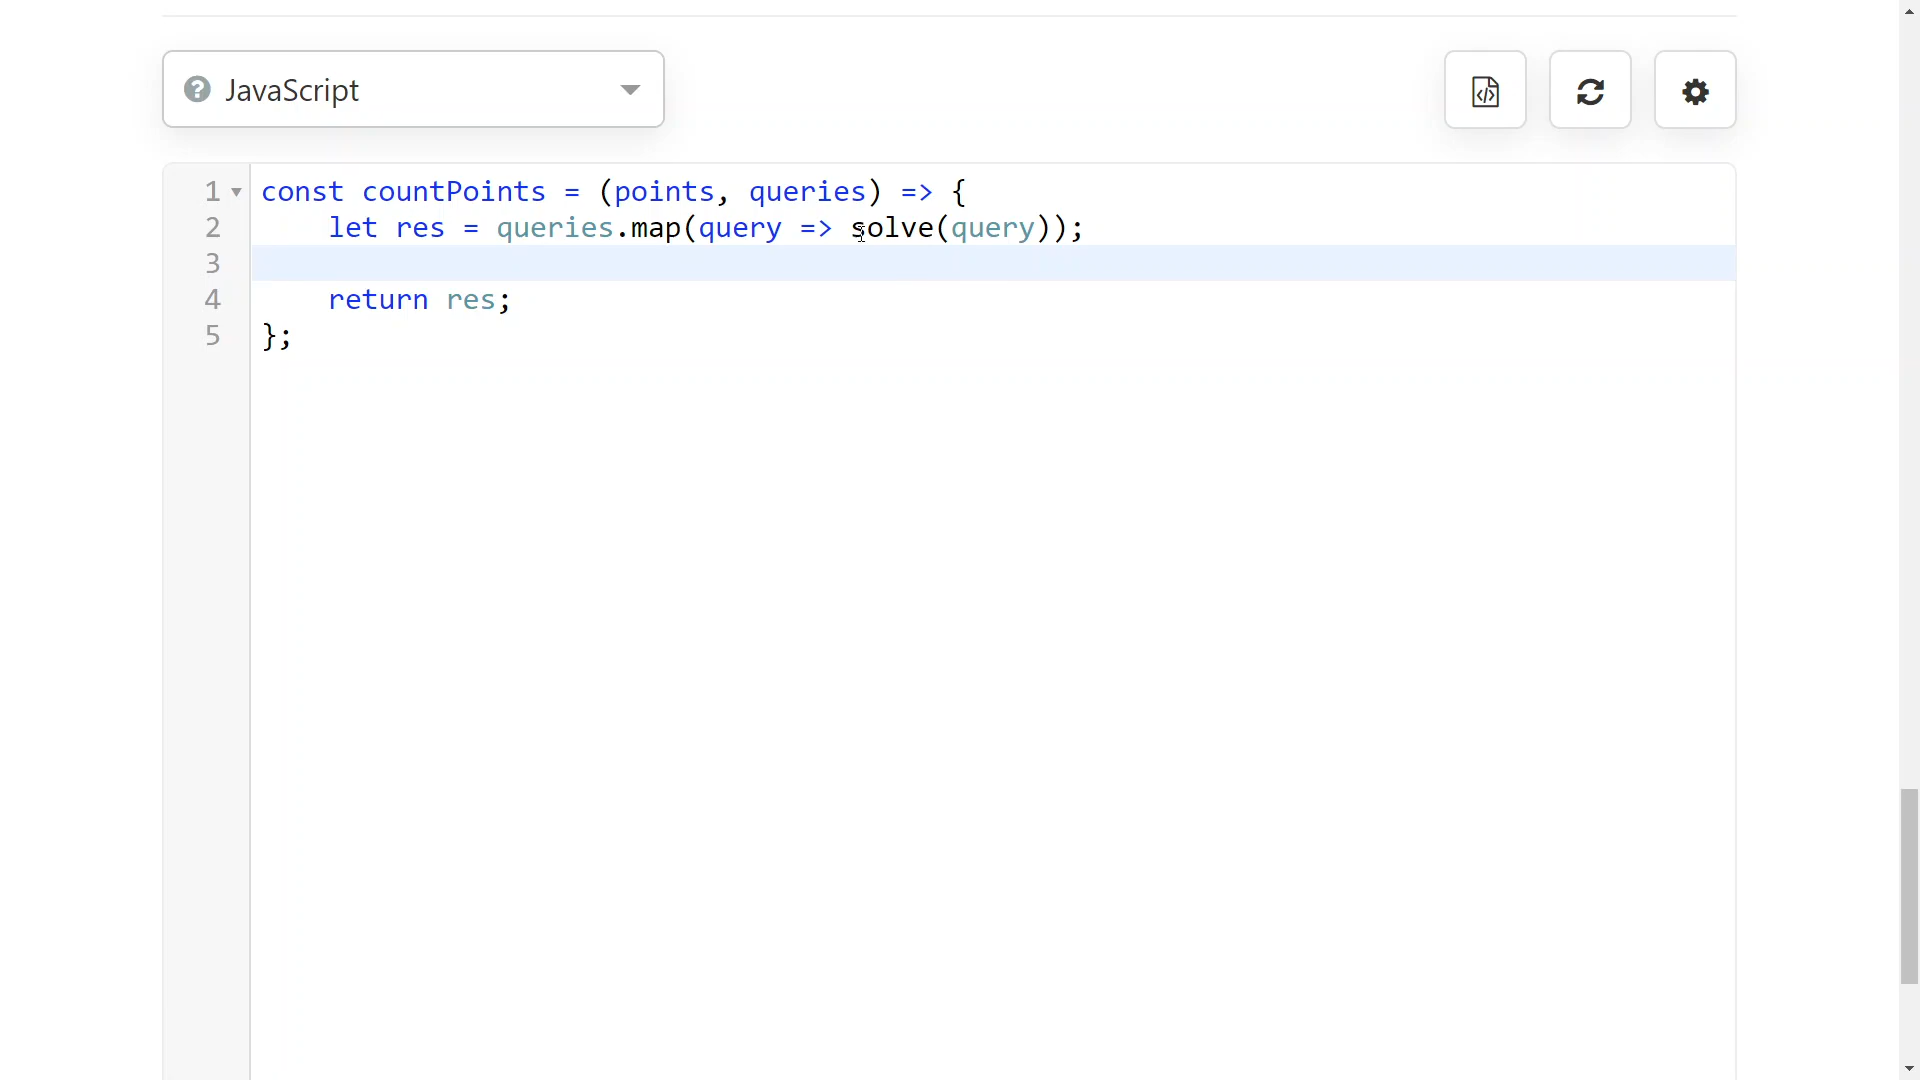 JavaScript
1 const countPoints = (points, queries) => {
2     let res = queries.map(query => solve(query));
3
4     return res;
5 };